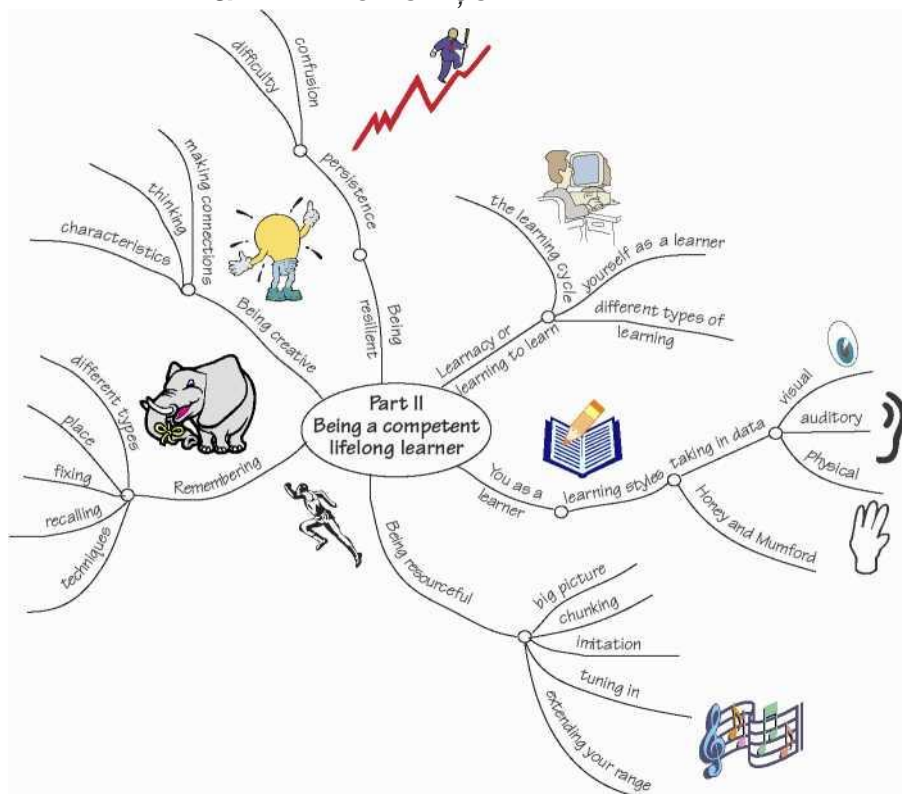 Part II
Being a competent
lifelong learner
Learnacy or
learning to learn
the learning cycle
yourself as a learner
different types of
learning
You as a
learner
learning styles
taking in data
visual
auditory
physical
Honey and Mumford
Being resourceful
big picture
chunking
imitation
tuning in
extending your range
Remembering
different types
place
fixing
recalling
techniques
Being creative
characteristics
thinking
making connections
Being
resilient
persistence
difficulty
confusion